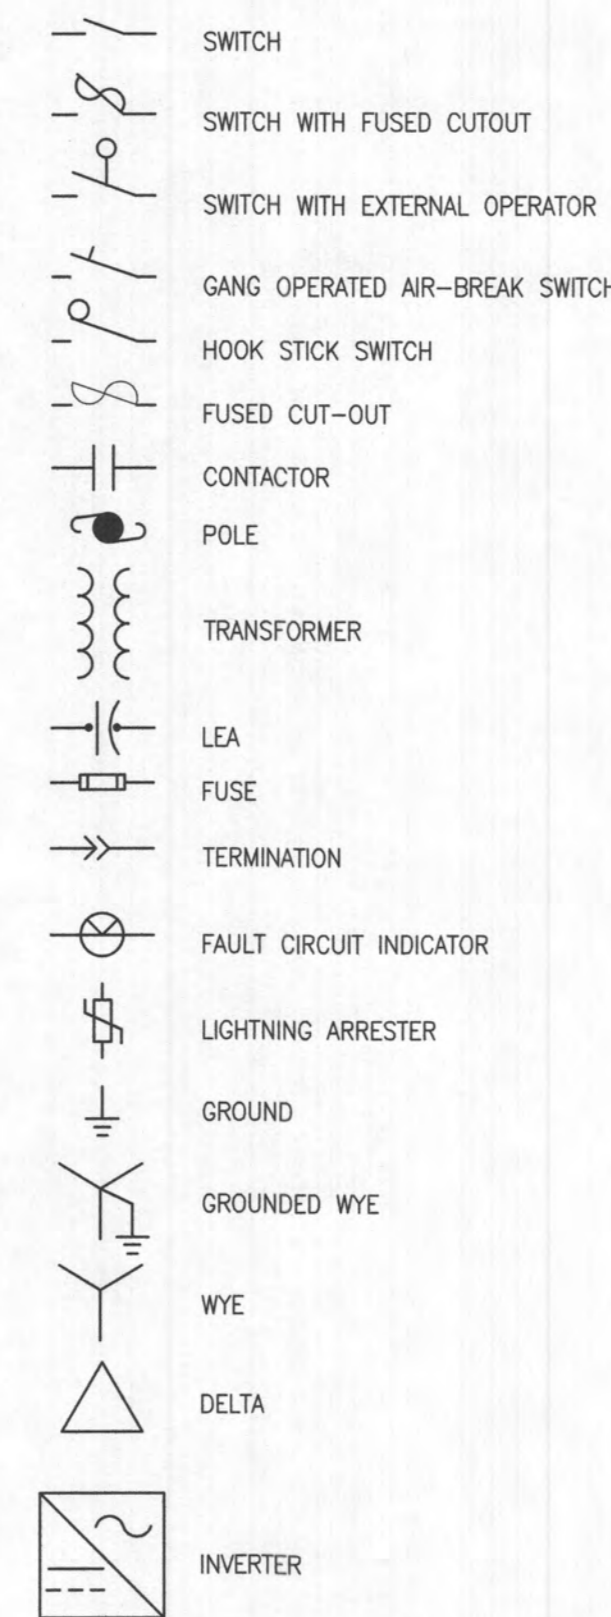 SWITCH
SWITCH WITH FUSED CUTOUT
SWITCH WITH EXTERNAL OPERATOR
GANG OPERATED AIR-BREAK SWITCH
HOOK STICK SWITCH
FUSED CUT-OUT
CONTACTOR
POLE
TRANSFORMER
LEA
FUSE
TERMINATION
FAULT CIRCUIT INDICATOR
LIGHTNING ARRESTER
GROUND
GROUNDED WYE
WYE
DELTA
INVERTER